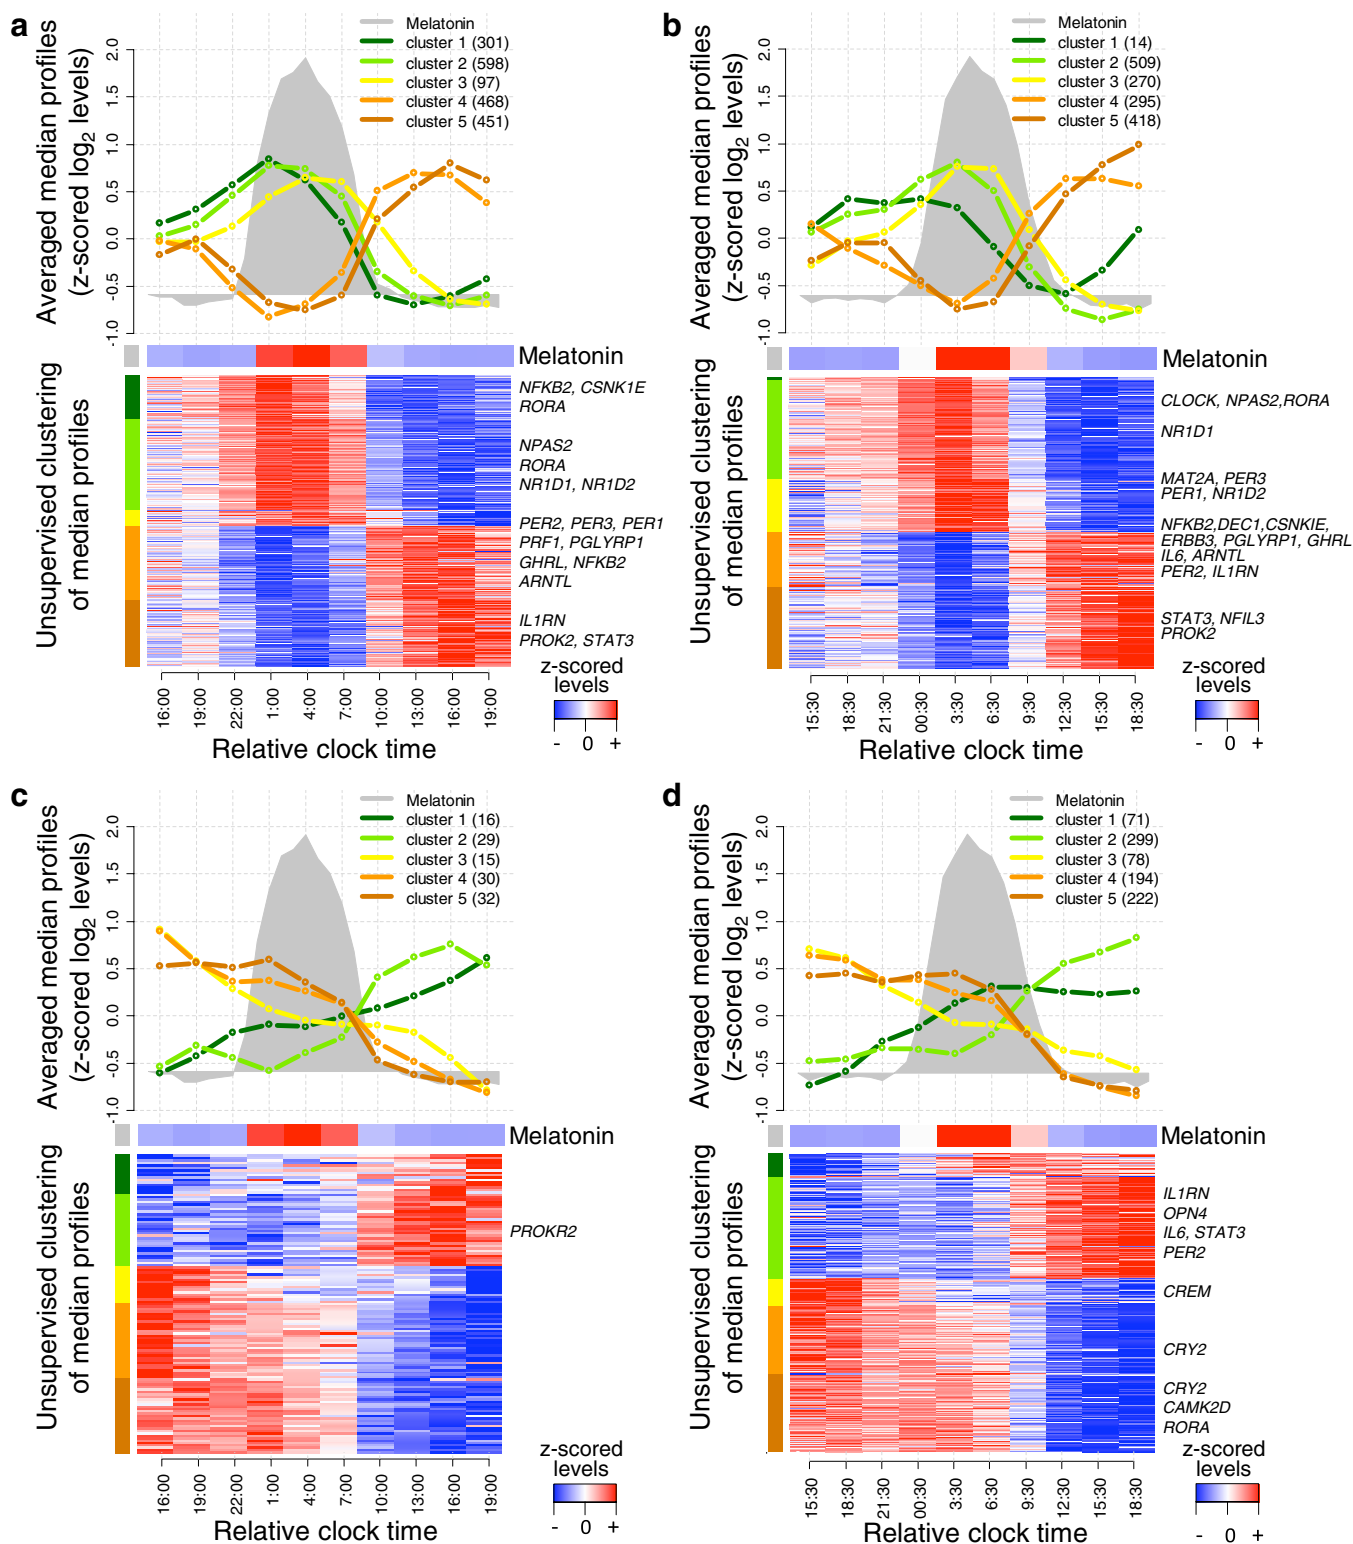 a
Averaged median profiles
(z-scored log2 levels)
2.0
1.5
1.0
0.5
0.0
-0.5
-1.0
Melatonin
cluster 1 (301)
cluster 2 (598)
cluster 3 (97)
cluster 4 (468)
cluster 5 (451)
Melatonin
Unsupervised clustering
of median profiles
NFKB2, CSNK1E
RORA
NPAS2
RORA
NR1D1, NR1D2
PER2, PER3, PER1
PRF1, PGLYRP1
GHRL, NFKB2
ARNTL
IL1RN
PROK2, STAT3
16:00 19:00 22:00 1:00 4:00 7:00 10:00 13:00 16:00 19:00
Relative clock time
z-scored
levels
- 0 +
b
Averaged median profiles
(z-scored log2 levels)
2.0
1.5
1.0
0.5
0.0
-0.5
-1.0
Melatonin
cluster 1 (14)
cluster 2 (509)
cluster 3 (270)
cluster 4 (295)
cluster 5 (418)
Melatonin
Unsupervised clustering
of median profiles
CLOCK, NPAS2,RORA
NR1D1
MAT2A, PER3
PER1, NR1D2
NFKB2,DEC1,CSNKIE,
ERBB3, PGLYRP1, GHRL
IL6, ARNTL
PER2, IL1RN
STAT3, NFIL3
PROK2
15:30 18:30 21:30 00:30 3:30 6:30 9:30 12:30 15:30 18:30
Relative clock time
z-scored
levels
- 0 +
c
Averaged median profiles
(z-scored log2 levels)
2.0
1.5
1.0
0.5
0.0
-0.5
-1.0
Melatonin
cluster 1 (16)
cluster 2 (29)
cluster 3 (15)
cluster 4 (30)
cluster 5 (32)
Melatonin
Unsupervised clustering
of median profiles
PROKR2
16:00 19:00 22:00 1:00 4:00 7:00 10:00 13:00 16:00 19:00
Relative clock time
z-scored
levels
- 0 +
d
Averaged median profiles
(z-scored log2 levels)
2.0
1.5
1.0
0.5
0.0
-0.5
-1.0
Melatonin
cluster 1 (71)
cluster 2 (299)
cluster 3 (78)
cluster 4 (194)
cluster 5 (222)
Melatonin
Unsupervised clustering
of median profiles
IL1RN
OPN4
IL6, STAT3
PER2
CREM
CRY2
CRY2
CAMK2D
RORA
15:30 18:30 21:30 00:30 3:30 6:30 9:30 12:30 15:30 18:30
Relative clock time
z-scored
levels
- 0 +